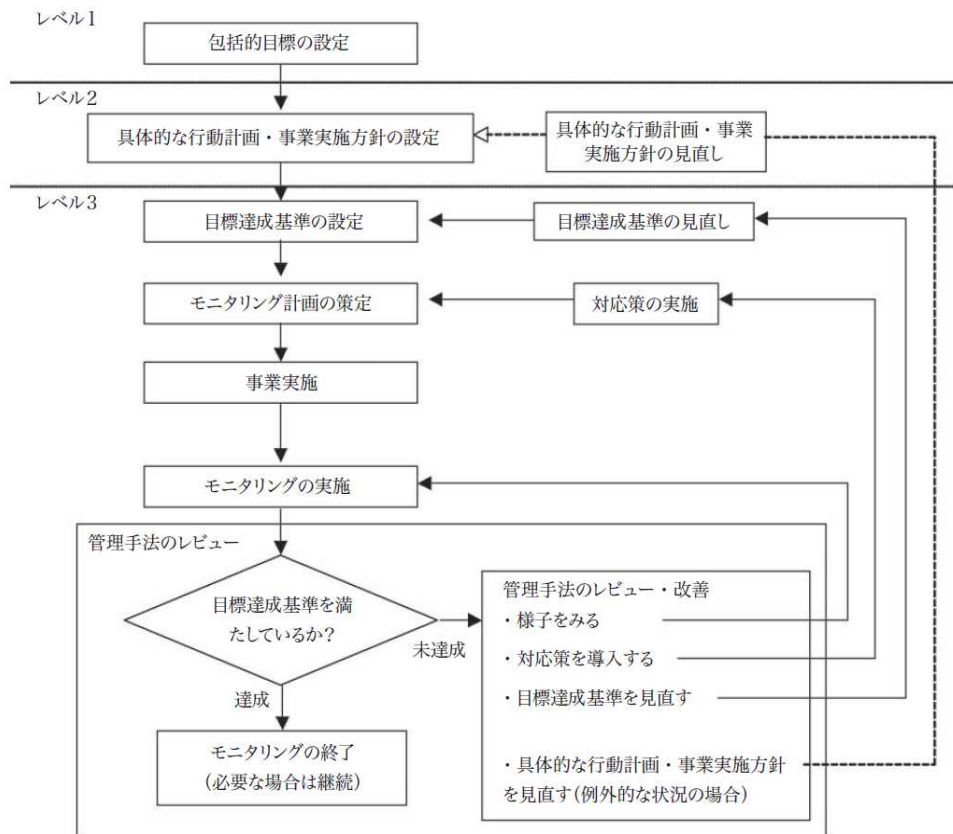 レベル1
包括的目標の設定
レベル2
具体的な行動計画・事業実施方針の設定
具体的な行動計画・事業
実施方針の見直し
レベル3
目標達成基準の設定
目標達成基準の見直し
モニタリング計画の策定
対応策の実施
事業実施
モニタリングの実施
管理手法のレビュー
目標達成基準を満
たしているか？
未達成
達成
モニタリングの終了
(必要な場合は継続)
管理手法のレビュー・改善
・様子をみる
・対応策を導入する
・目標達成基準を見直す
・具体的な行動計画・事業実施方針
を見直す(例外的な状況の場合)